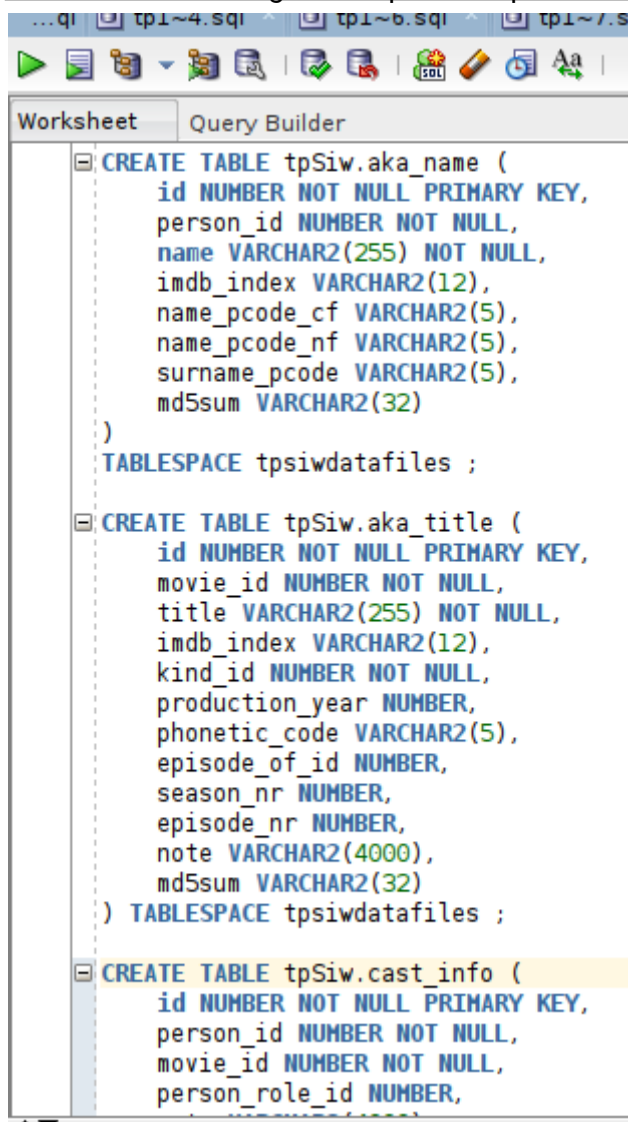 ...ql tp1~4.sql tp1~6.sql tp1~7.s
SQL Aa
Worksheet Query Builder
CREATE TABLE tpSiw.aka_name (
id NUMBER NOT NULL PRIMARY KEY,
person_id NUMBER NOT NULL,
name VARCHAR2(255) NOT NULL,
imdb_index VARCHAR2(12),
name_pcode_cf VARCHAR2(5),
name_pcode_nf VARCHAR2(5),
surname_pcode VARCHAR2(5),
md5sum VARCHAR2(32)
)
TABLESPACE tpsiwdatafiles ;
CREATE TABLE tpSiw.aka_title (
id NUMBER NOT NULL PRIMARY KEY,
movie_id NUMBER NOT NULL,
title VARCHAR2(255) NOT NULL,
imdb_index VARCHAR2(12),
kind_id NUMBER NOT NULL,
production_year NUMBER,
phonetic_code VARCHAR2(5),
episode_of_id NUMBER,
season_nr NUMBER,
episode_nr NUMBER,
note VARCHAR2(4000),
md5sum VARCHAR2(32)
) TABLESPACE tpsiwdatafiles ;
CREATE TABLE tpSiw.cast_info (
id NUMBER NOT NULL PRIMARY KEY,
person_id NUMBER NOT NULL,
movie_id NUMBER NOT NULL,
person_role_id NUMBER,